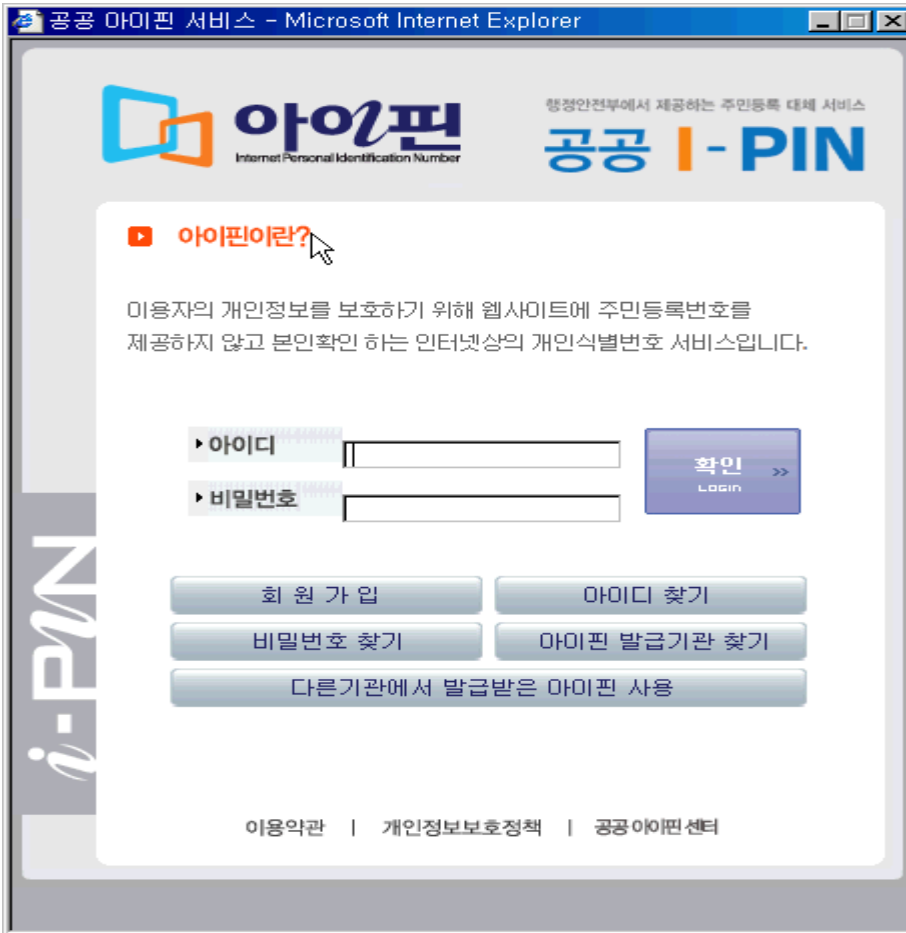 공공 아이핀 서비스 - Microsoft Internet Explorer
아이핀
Internet Personal Identification Number
행정안전부에서 제공하는 주민등록 대체 서비스
공공 I-PIN
아이핀이란?
이용자의 개인정보를 보호하기 위해 웹사이트에 주민등록번호를
제공하지 않고 본인확인 하는 인터넷상의 개인식별번호 서비스입니다.
아이디
비밀번호
확인
LOGIN
회 원 가 입
아이디 찾기
비밀번호 찾기
아이핀 발급기관 찾기
다른기관에서 발급받은 아이핀 사용
i-PIN
이용약관 | 개인정보보호정책 | 공공아이핀센터